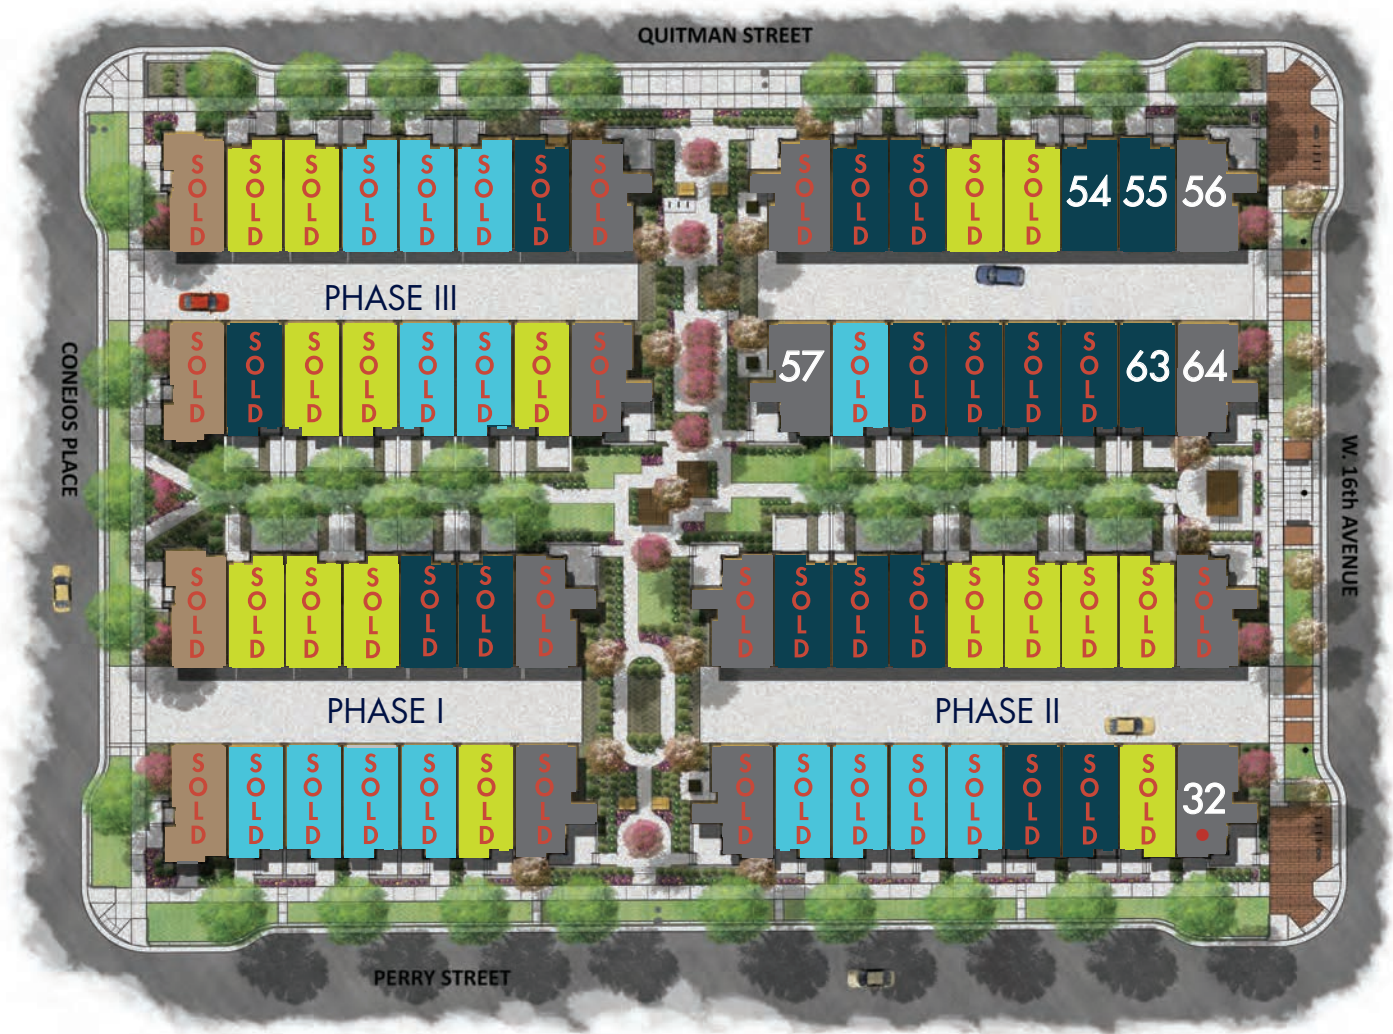 QUITMAN STREET
SOLD SOLD SOLD SOLD SOLD SOLD SOLD SOLD
SOLD SOLD SOLD SOLD SOLD 54 55 56
PHASE III
CONEJOS PLACE
SOLD SOLD SOLD SOLD SOLD SOLD SOLD SOLD
57 SOLD SOLD SOLD SOLD SOLD 63 64
W. 16th AVENUE
SOLD SOLD SOLD SOLD SOLD SOLD SOLD
SOLD SOLD SOLD SOLD SOLD SOLD SOLD SOLD SOLD
PHASE I
PHASE II
SOLD SOLD SOLD SOLD SOLD SOLD SOLD
SOLD SOLD SOLD SOLD SOLD SOLD SOLD SOLD 32
PERRY STREET